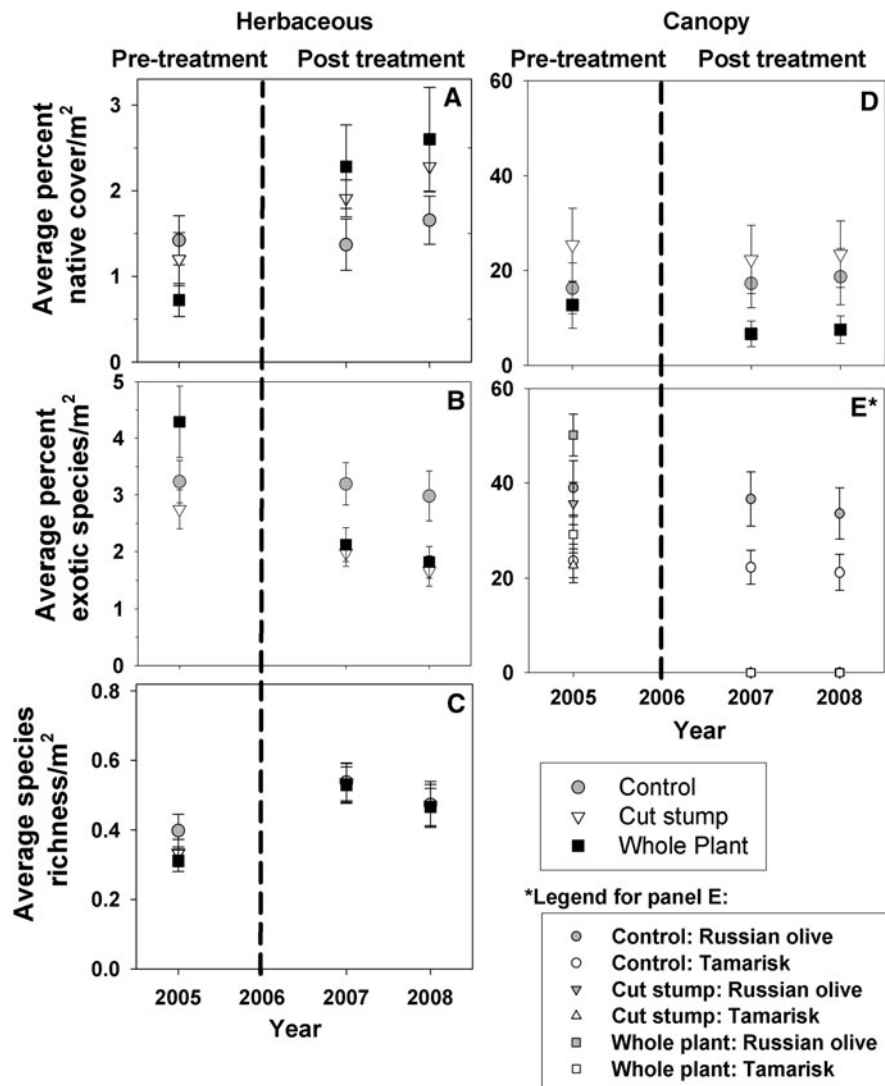 Herbaceous
Canopy
Pre-treatment Post treatment
Pre-treatment Post treatment
Average percent
native cover/m²
3
2
1
0
A
Average percent
exotic species/m²
5
4
3
2
1
0
B
Average species
richness/m²
0.8
0.6
0.4
0.2
0.0
C
2005 2006 2007 2008
Year
60
40
20
0
D
60
40
20
0
E*
2005 2006 2007 2008
Year
Control
Cut stump
Whole Plant
*Legend for panel E:
Control: Russian olive
Control: Tamarisk
Cut stump: Russian olive
Cut stump: Tamarisk
Whole plant: Russian olive
Whole plant: Tamarisk